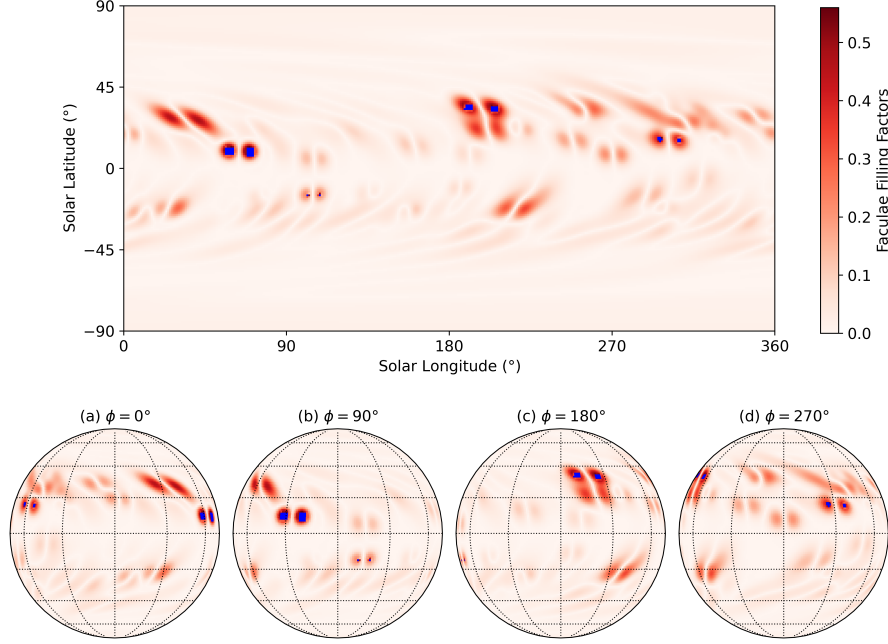 90
45
0
−45
−90
Solar Latitude (°)
0
90
180
270
360
Solar Longitude (°)
0.5
0.4
0.3
0.2
0.1
0.0
Faculae Filling Factors
(a) ϕ = 0°
(b) ϕ = 90°
(c) ϕ = 180°
(d) ϕ = 270°